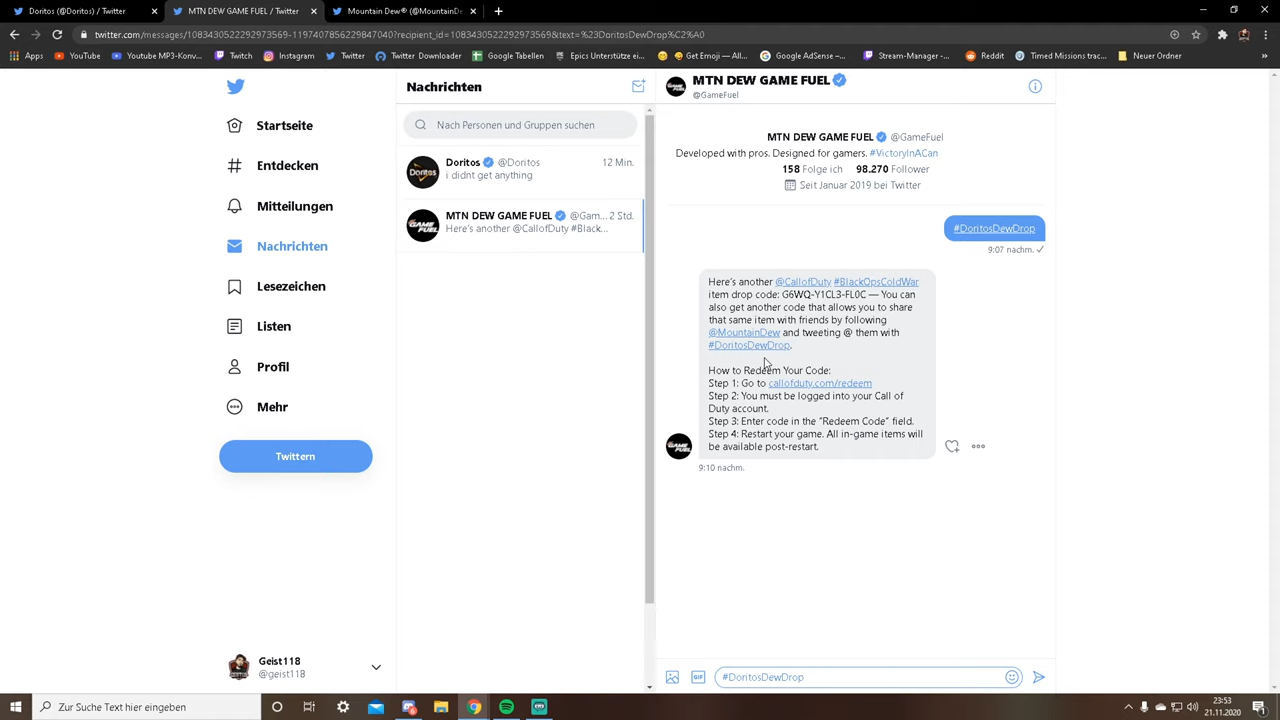 Doritos (@Doritos) / Twitter
MTN DEW GAME FUEL / Twitter
Mountain Dew® (@MountainDe
twitter.com/messages/1083430522292973569-1197407856229847040?recipient_id=1083430522292973569&text=%23DoritosDewDrop%C2%A0
Apps
Youtube
Youtube MP3-Konv...
Twitch
Instagram
Twitter
Twitter Downloader
Google Tabellen
Epics Unterstütze ei...
Get Emoji — All...
Google AdSense –...
Stream-Manager -...
Reddit
Timed Missions trac...
Neuer Ordner
Startseite
Entdecken
Mitteilungen
Nachrichten
Lesezeichen
Listen
Profil
Mehr
Twittern
Geist118
@geist118
Nachrichten
Nach Personen und Gruppen suchen
Doritos @Doritos 12 Min.
i didnt get anything
MTN DEW GAME FUEL @Gam... 2 Std.
Here's another @CallofDuty #Black...
MTN DEW GAME FUEL
@GameFuel
MTN DEW GAME FUEL @GameFuel
Developed with pros. Designed for gamers. #VictoryInACan
158 Folge ich 98.270 Follower
Seit Januar 2019 bei Twitter
#DoritosDewDrop
9:07 nachm.
Here's another @CallofDuty #BlackOpsColdWar
item drop code: G6WQ-Y1CL3-FL0C — You can
also get another code that allows you to share
that same item with friends by following
@MountainDew and tweeting @ them with
#DoritosDewDrop.
How to Redeem Your Code:
Step 1: Go to callofduty.com/redeem
Step 2: You must be logged into your Call of
Duty account.
Step 3: Enter code in the "Redeem Code" field.
Step 4: Restart your game. All in-game items will
be available post-restart.
9:10 nachm.
GIF
#DoritosDewDrop
Zur Suche Text hier eingeben
23:53
21.11.2020